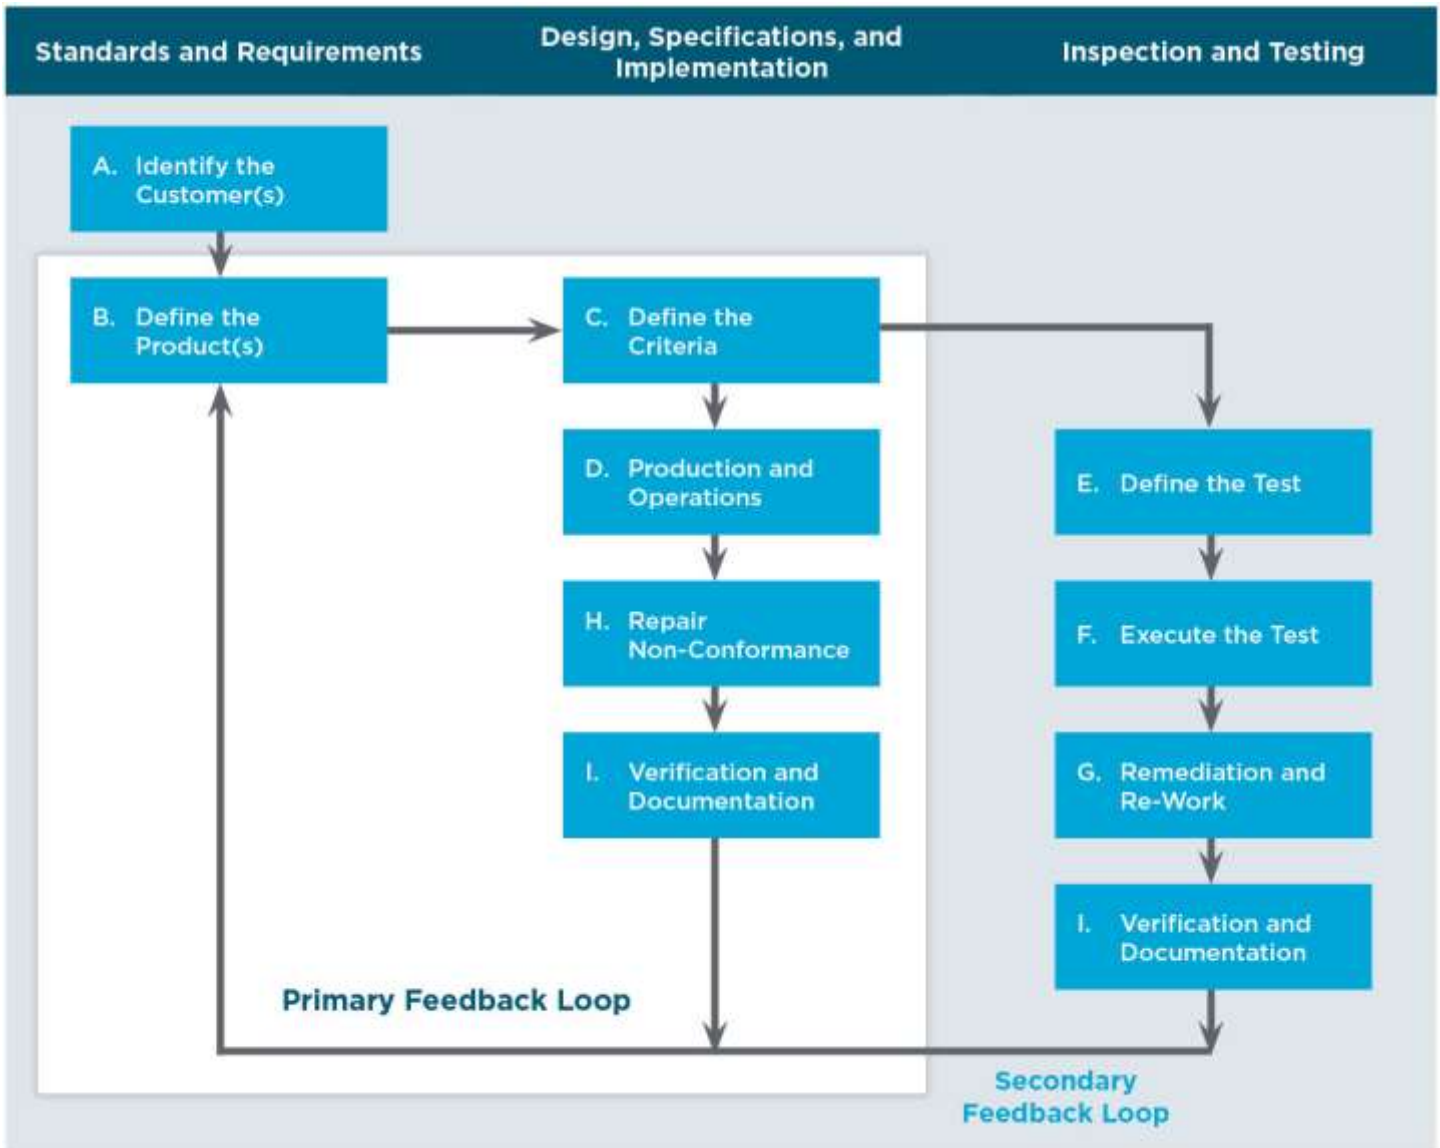 Standards and Requirements
Design, Specifications, and
Implementation
Inspection and Testing
A. Identify the
Customer(s)
B. Define the
Product(s)
C. Define the
Criteria
D. Production and
Operations
E. Define the Test
H. Repair
Non-Conformance
F. Execute the Test
I. Verification and
Documentation
G. Remediation and
Re-Work
I. Verification and
Documentation
Primary Feedback Loop
Secondary
Feedback Loop